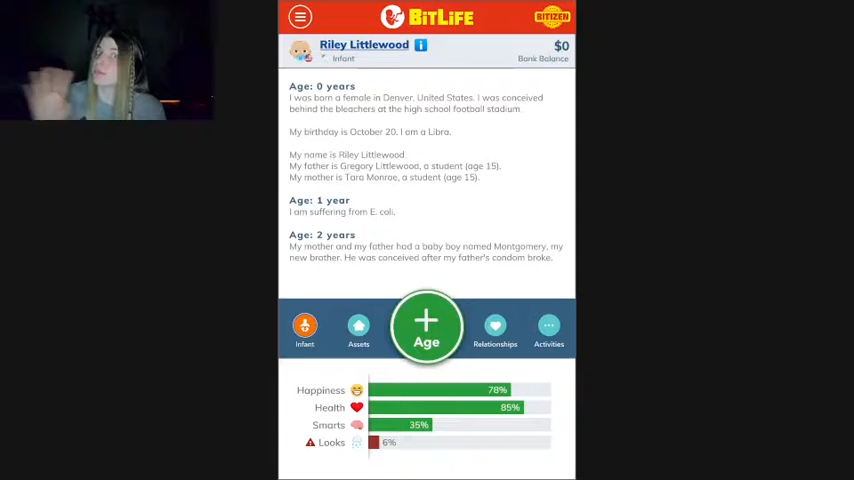 BitLife
BITIZEN
Riley Littlewood i
$0
Infant
Bank Balance
Age: 0 years
I was born a female in Denver, United States. I was conceived
behind the bleachers at the high school football stadium.
My birthday is October 20. I am a Libra.
My name is Riley Littlewood.
My father is Gregory Littlewood, a student (age 15).
My mother is Tara Monroe, a student (age 15).
Age: 1 year
I am suffering from E. coli.
Age: 2 years
My mother and my father had a baby boy named Montgomery, my
new brother. He was conceived after my father's condom broke.
Infant
Assets
+
Age
Relationships
Activities
Happiness 78%
Health 85%
Smarts 35%
Looks 6%